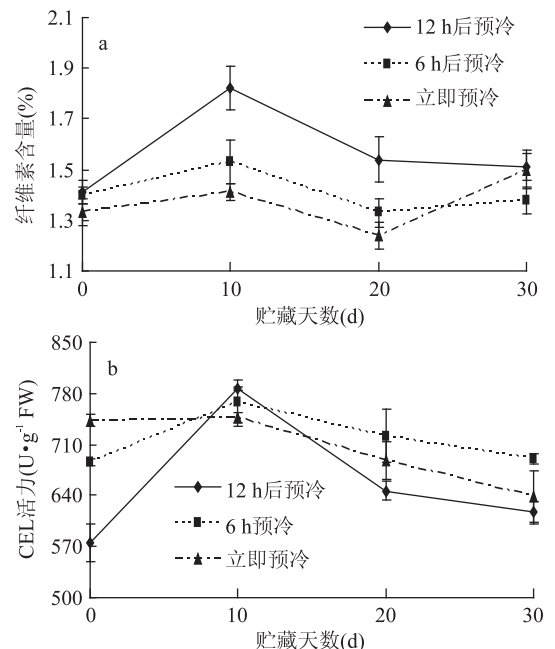 2.1
a
12 h后预冷
1.9
6 h后预冷
立即预冷
1.7
纤维素含量(%)
1.5
1.3
1.1
0 10 20 30
贮藏天数(d)
850
b
780
710
CEL活力(U•g⁻¹ FW)
640
12 h后预冷
6 h预冷
570
立即预冷
500
0 10 20 30
贮藏天数(d)